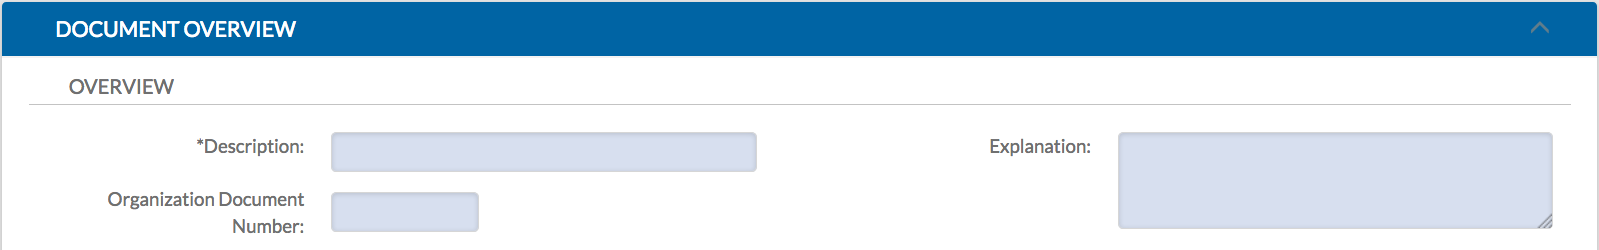 DOCUMENT OVERVIEW
OVERVIEW
*Description:
Explanation:
Organization Document
Number: